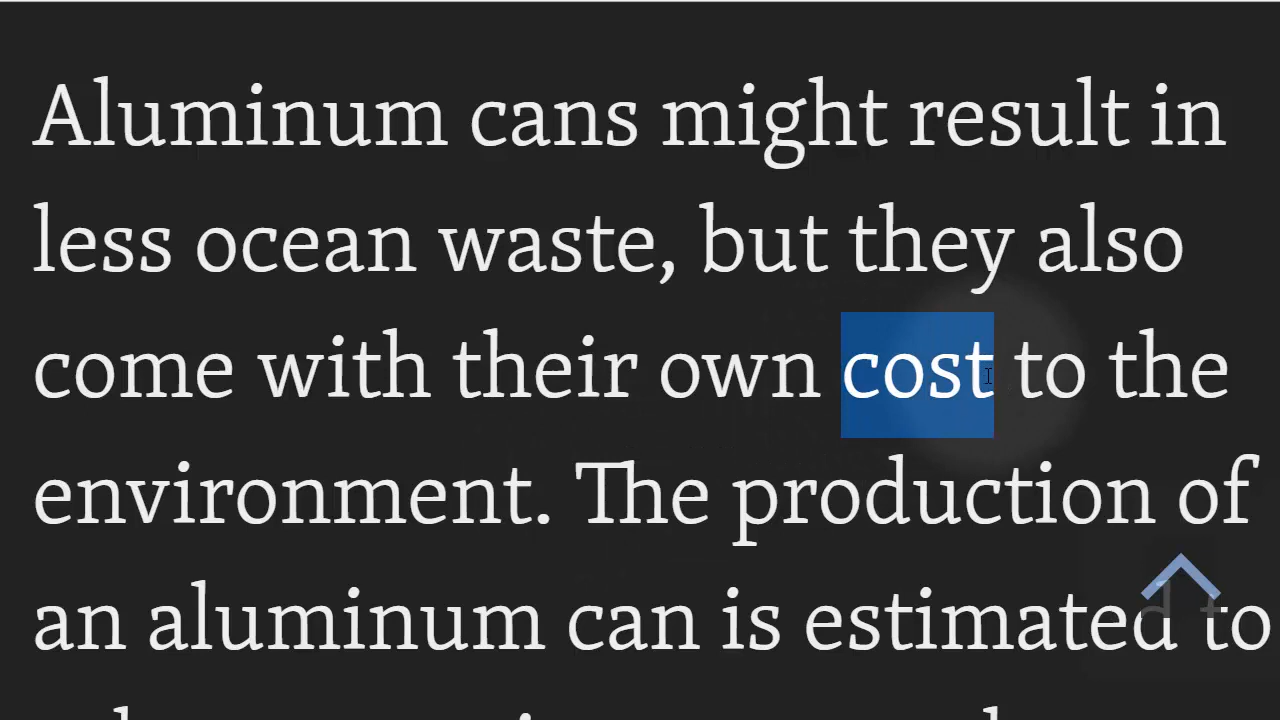 Aluminum cans might result in
less ocean waste, but they also
come with their own cost to the
environment. The production of
an aluminum can is estimated to